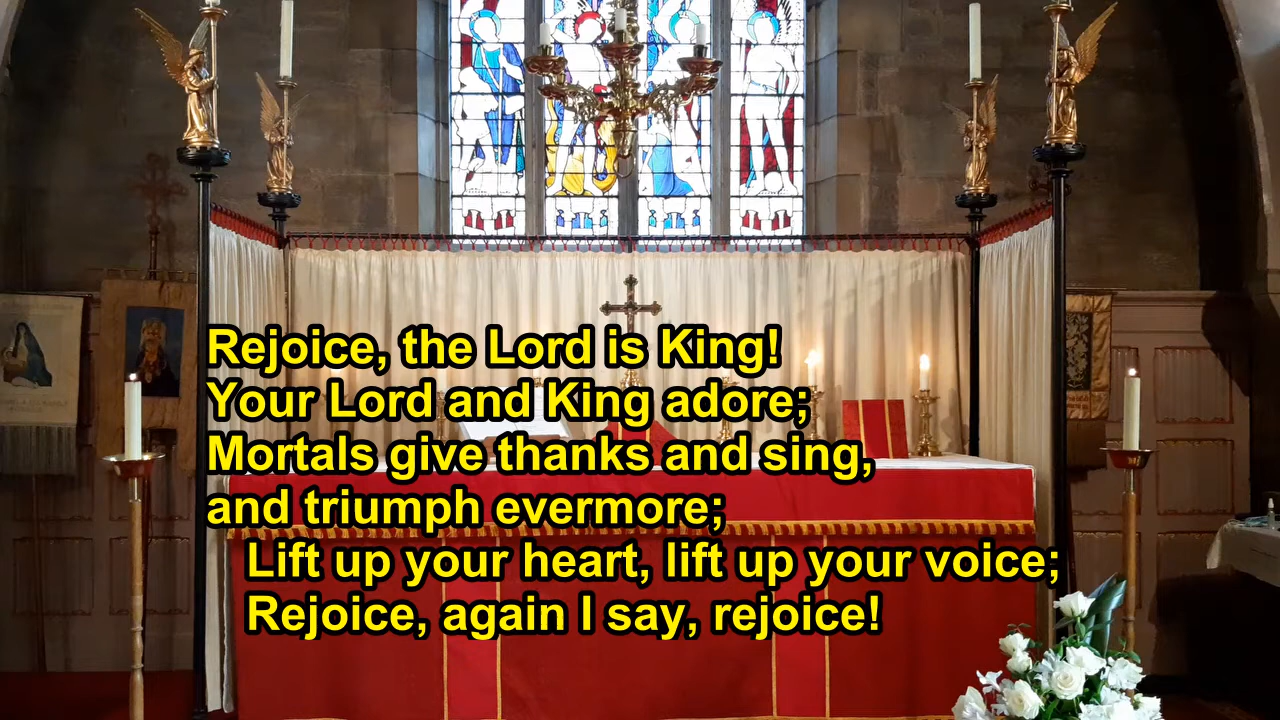 Rejoice, the Lord is King!
Your Lord and King adore;
Mortals give thanks and sing,
and triumph evermore;
Lift up your heart, lift up your voice;
Rejoice, again I say, rejoice!